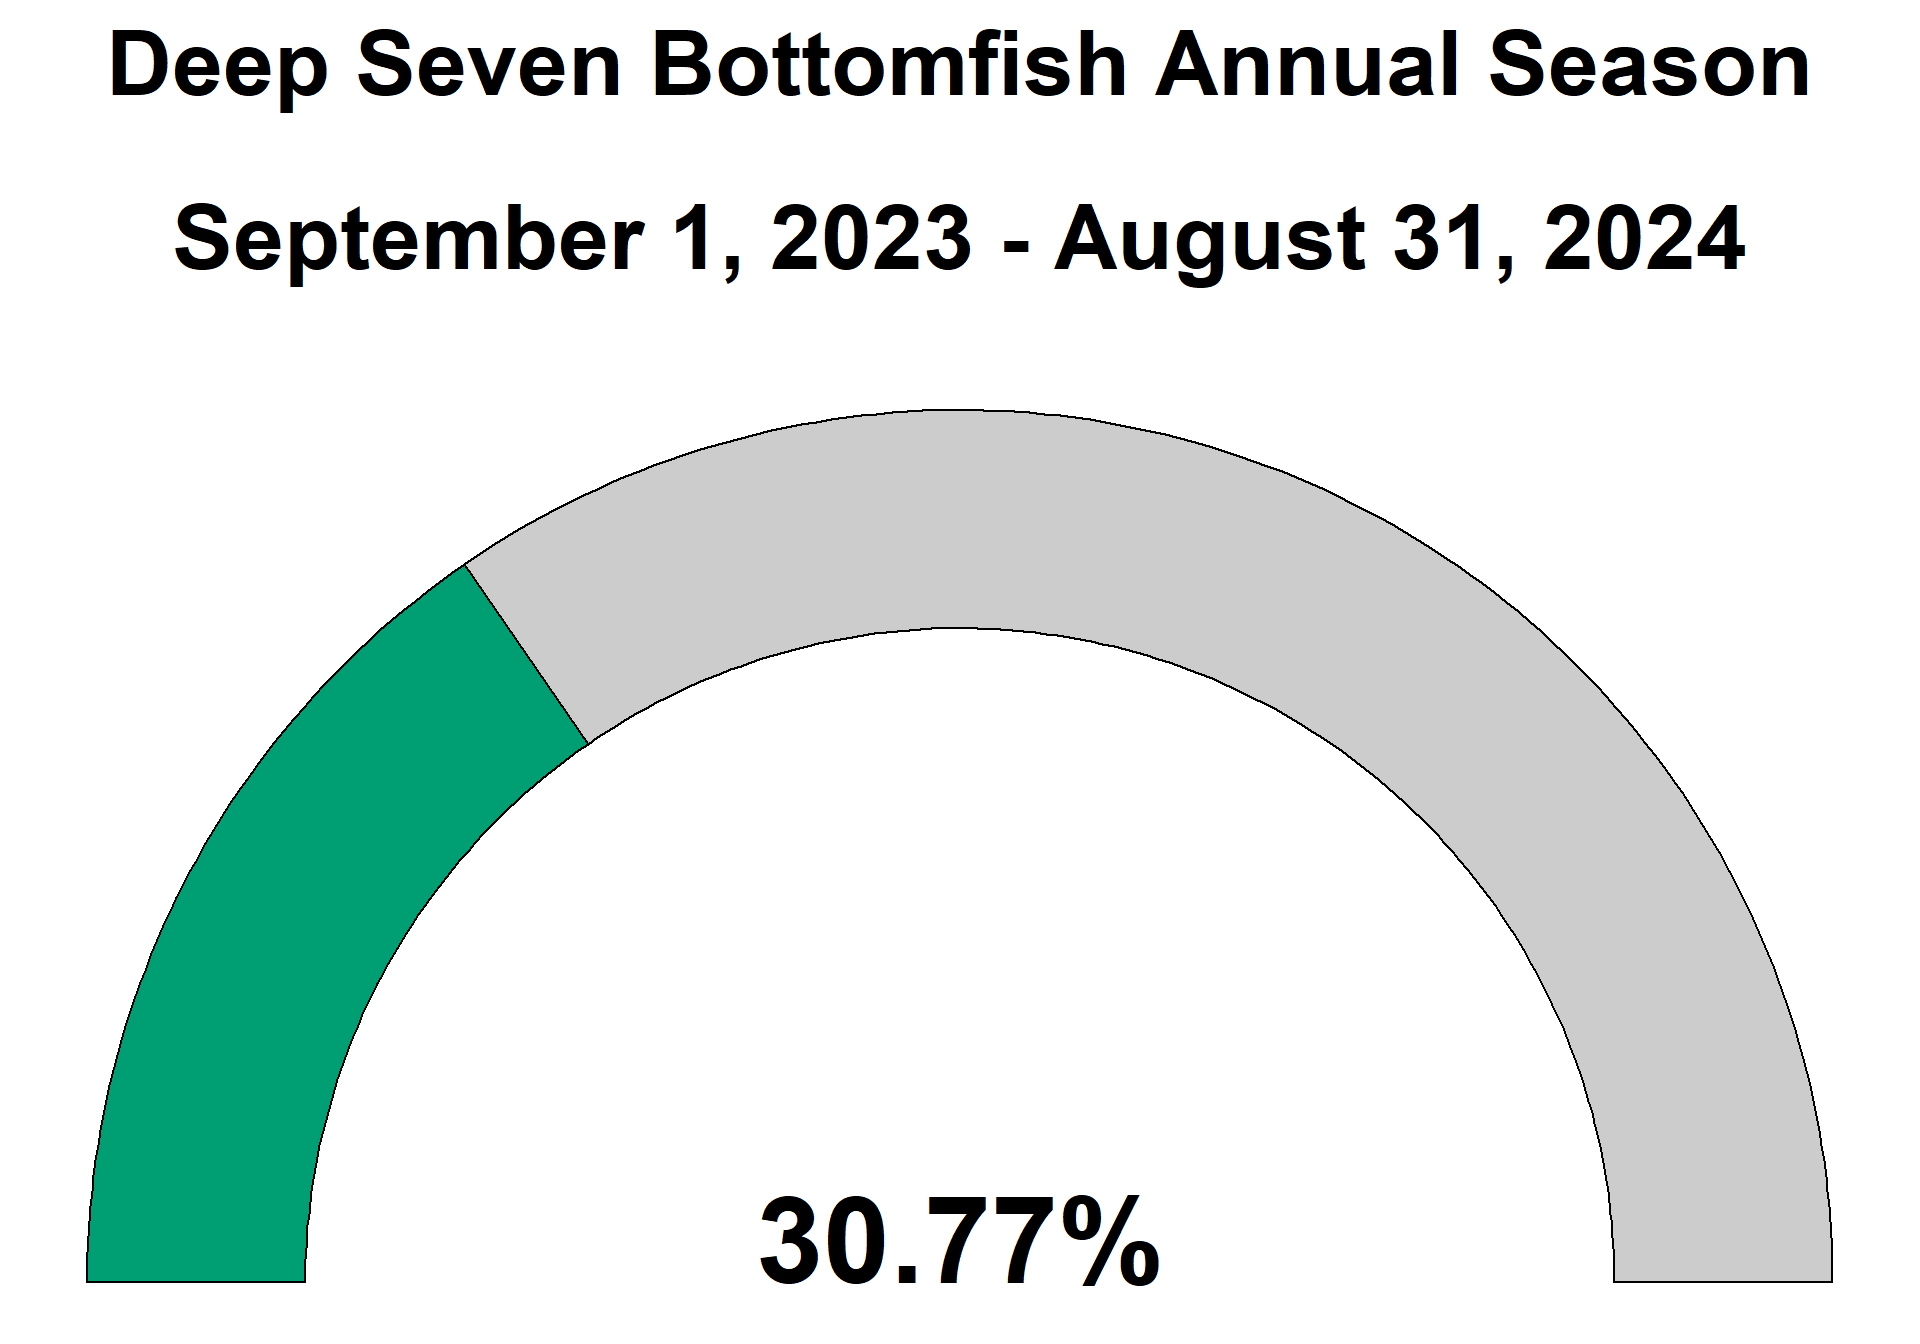 Deep Seven Bottomfish Annual Season
September 1, 2023 - August 31, 2024
30.77%